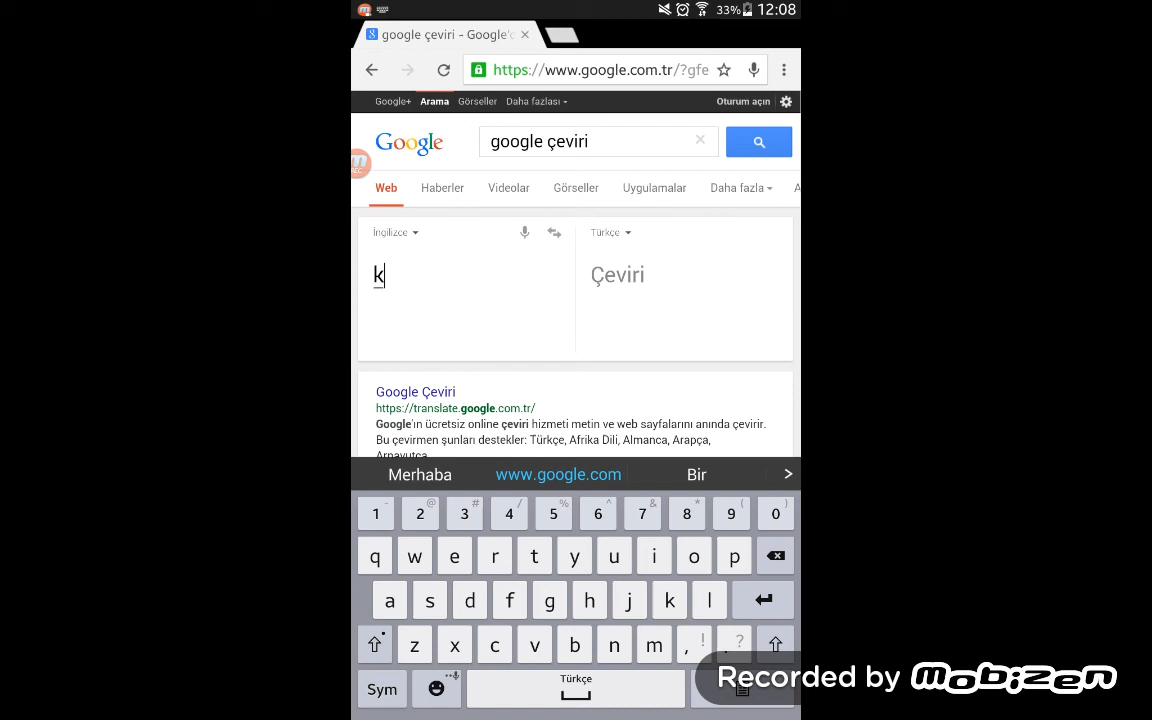 33% 12:08
google çeviri - Google'd
https://www.google.com.tr/?gfe
Google+ Arama Görseller Daha fazlası Oturum açın
Google google çeviri
Web Haberler Videolar Görseller Uygulamalar Daha fazla A
İngilizce Türkçe
k Çeviri
Google Çeviri
https://translate.google.com.tr/
Google'ın ücretsiz online çeviri hizmeti metin ve web sayfalarını anında çevirir.
Bu çevirmen şunları destekler: Türkçe, Afrika Dili, Almanca, Arapça,
Arnavutça
Merhaba www.google.com Bir >
- @ # / % ^ & * ( )
1 2 3 4 5 6 7 8 9 0
q w e r t y u i o p
a s d f g h j k l
z x c v b n m , ! . ?
Sym Türkçe
Recorded by mobizen